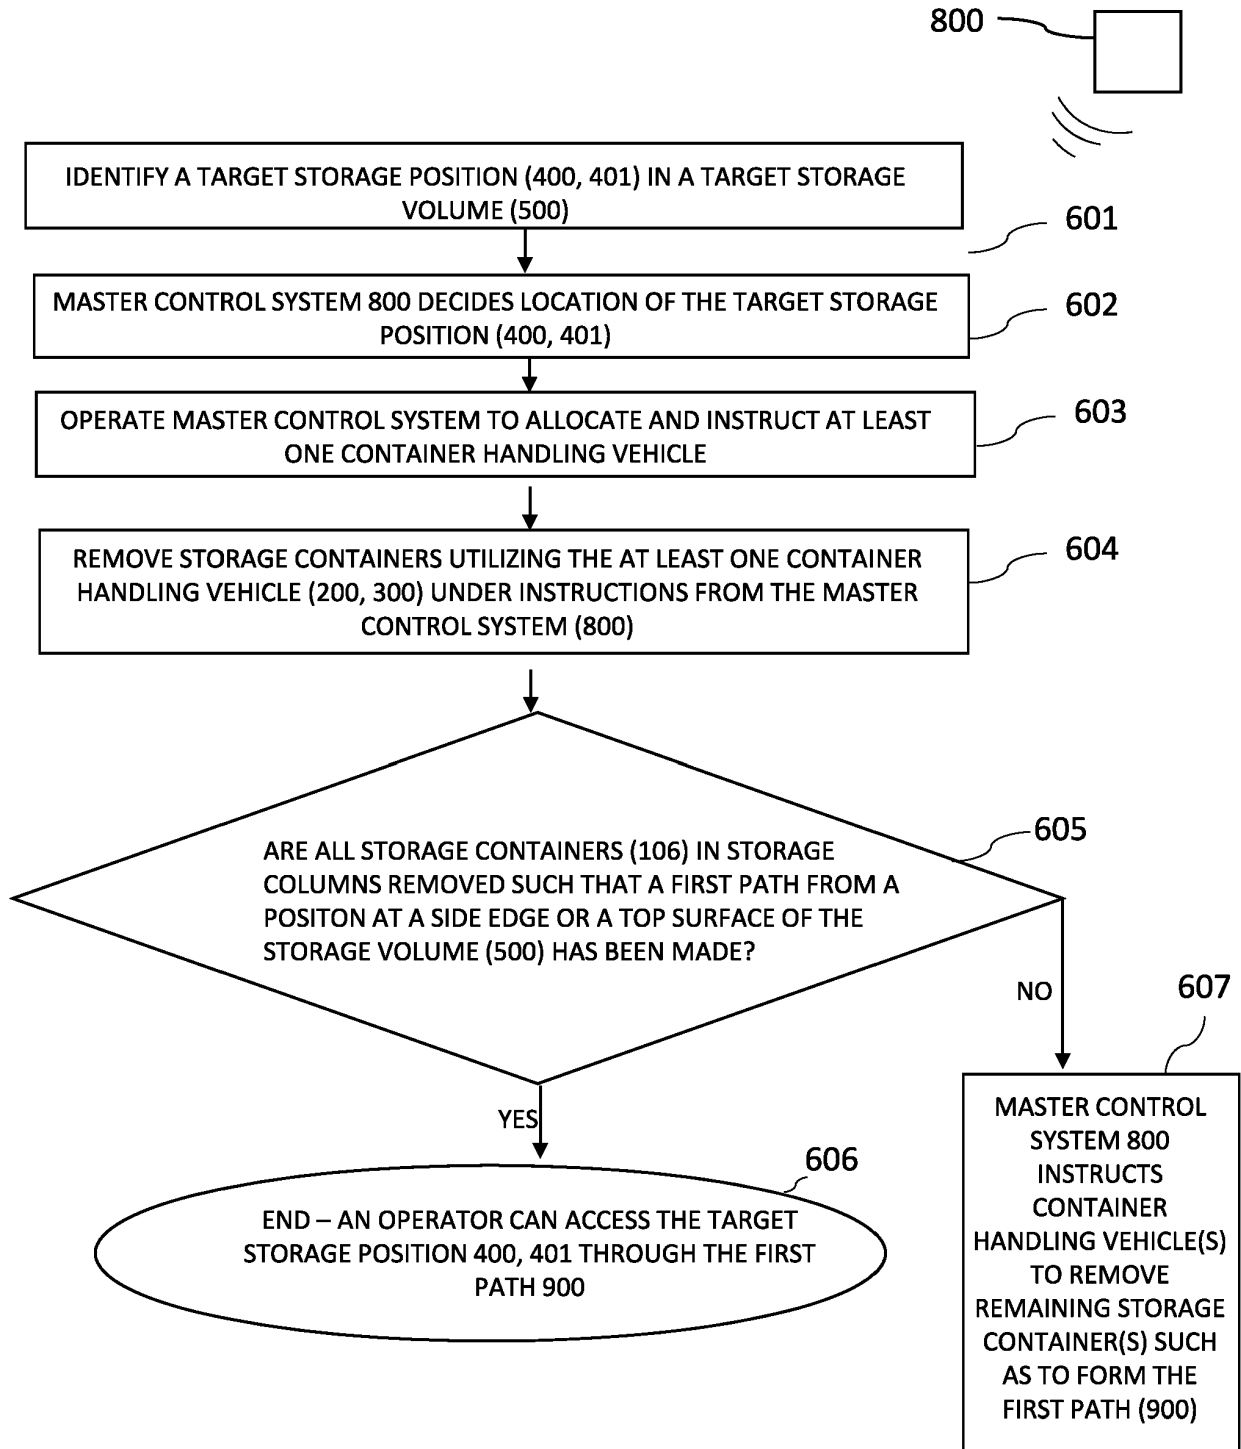 800
IDENTIFY A TARGET STORAGE POSITION (400, 401) IN A TARGET STORAGE
VOLUME (500)
601
MASTER CONTROL SYSTEM 800 DECIDES LOCATION OF THE TARGET STORAGE
POSITION (400, 401)
602
OPERATE MASTER CONTROL SYSTEM TO ALLOCATE AND INSTRUCT AT LEAST
ONE CONTAINER HANDLING VEHICLE
603
REMOVE STORAGE CONTAINERS UTILIZING THE AT LEAST ONE CONTAINER
HANDLING VEHICLE (200, 300) UNDER INSTRUCTIONS FROM THE MASTER
CONTROL SYSTEM (800)
604
ARE ALL STORAGE CONTAINERS (106) IN STORAGE
COLUMNS REMOVED SUCH THAT A FIRST PATH FROM A
POSITON AT A SIDE EDGE OR A TOP SURFACE OF THE
STORAGE VOLUME (500) HAS BEEN MADE?
605
NO
607
YES
606
END – AN OPERATOR CAN ACCESS THE TARGET
STORAGE POSITION 400, 401 THROUGH THE FIRST
PATH 900
MASTER CONTROL
SYSTEM 800
INSTRUCTS
CONTAINER
HANDLING VEHICLE(S)
TO REMOVE
REMAINING STORAGE
CONTAINER(S) SUCH
AS TO FORM THE
FIRST PATH (900)